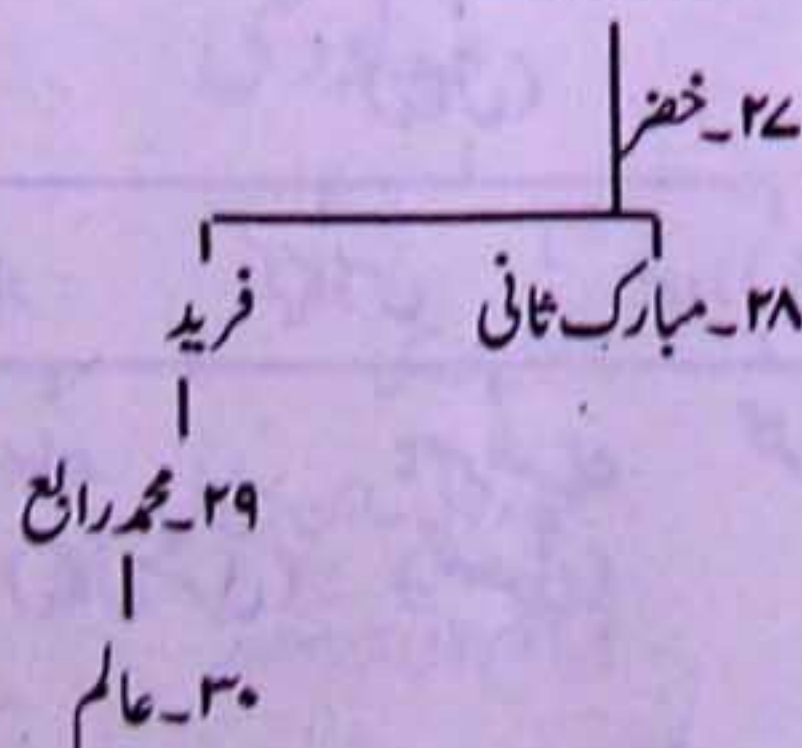 ۲۷۔خضر
۲۸۔مبارک ثانی
فرید
۲۹۔محمد رابع
۳۰۔عالم